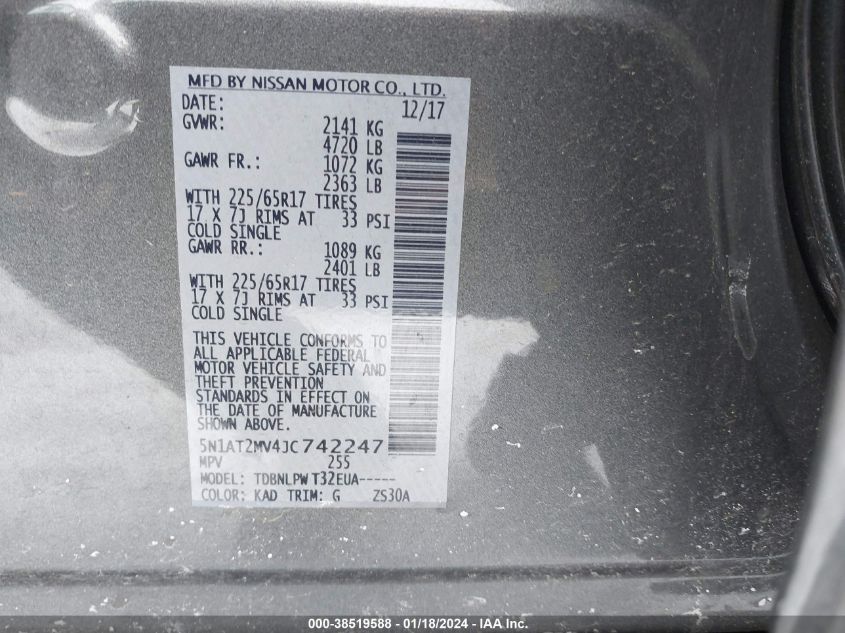 MFD BY NISSAN MOTOR CO., LTD.
DATE: 12/17
GVWR: 2141 KG
4720 LB
GAWR FR.: 1072 KG
2363 LB
WITH 225/65R17 TIRES
17 X 7J RIMS AT 33 PSI
COLD SINGLE
GAWR RR.: 1089 KG
2401 LB
WITH 225/65R17 TIRES
17 X 7J RIMS AT 33 PSI
COLD SINGLE
THIS VEHICLE CONFORMS TO
ALL APPLICABLE FEDERAL
MOTOR VEHICLE SAFETY AND
THEFT PREVENTION
STANDARDS IN EFFECT ON
THE DATE OF MANUFACTURE
SHOWN ABOVE.
5N1AT2MV4JC742247
MPV 255
MODEL: TDBNLPW T32EUA-----
COLOR: KAD TRIM: G ZS30A
000-38519588 - 01/18/2024 - IAA Inc.